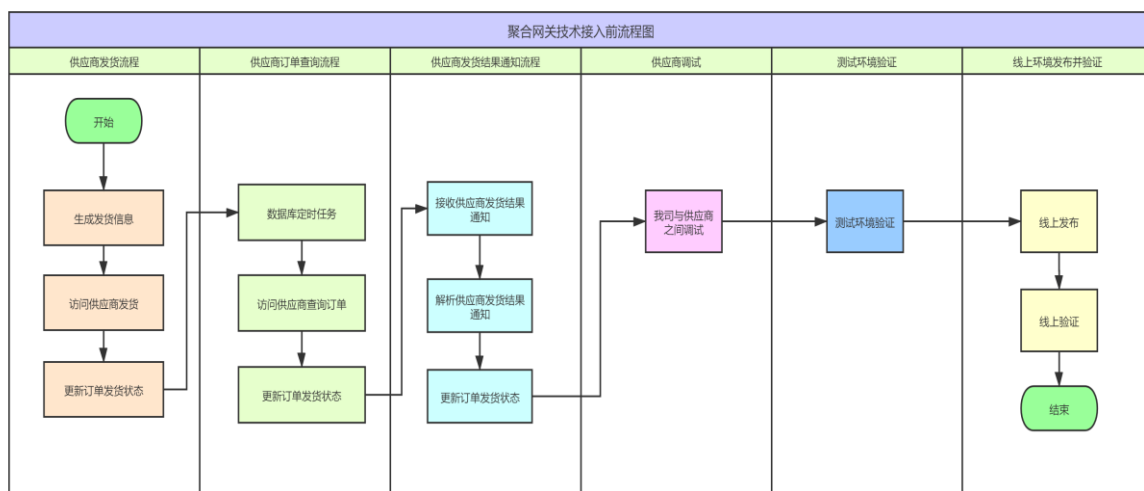 聚合网关技术接入前流程图
供应商发货流程
供应商订单查询流程
供应商发货结果通知流程
供应商调试
测试环境验证
线上环境发布并验证
开始
生成发货信息
访问供应商发货
更新订单发货状态
数据库定时任务
访问供应商查询订单
更新订单发货状态
接收供应商发货结果
通知
解析供应商发货结果
通知
更新订单发货状态
我司与供应商
之间调试
测试环境验证
线上发布
线上验证
结束